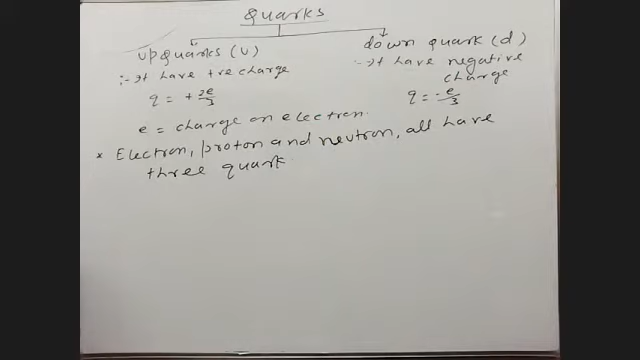 Quarks
up quarks (u)
:- It have +ve charge
q = +2e/3
down quark (d)
:- It have negative
charge
q = -e/3
e = charge on electron.
* Electron, proton and neutron, all have
three quark